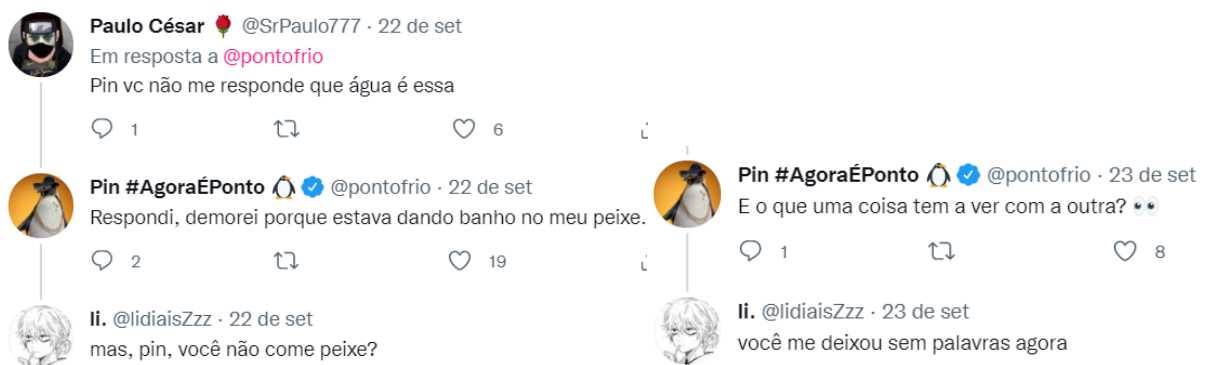 Paulo César 🌹 @SrPaulo777 · 22 de set
Em resposta a @pontofrio
Pin vc não me responde que água é essa
1 6
Pin #AgoraÉPonto 🐧 @pontofrio · 22 de set
Respondi, demorei porque estava dando banho no meu peixe.
2 19
li. @lidiaisZzz · 22 de set
mas, pin, você não come peixe?
Pin #AgoraÉPonto 🐧 @pontofrio · 23 de set
E o que uma coisa tem a ver com a outra? 👀
1 8
li. @lidiaisZzz · 23 de set
você me deixou sem palavras agora